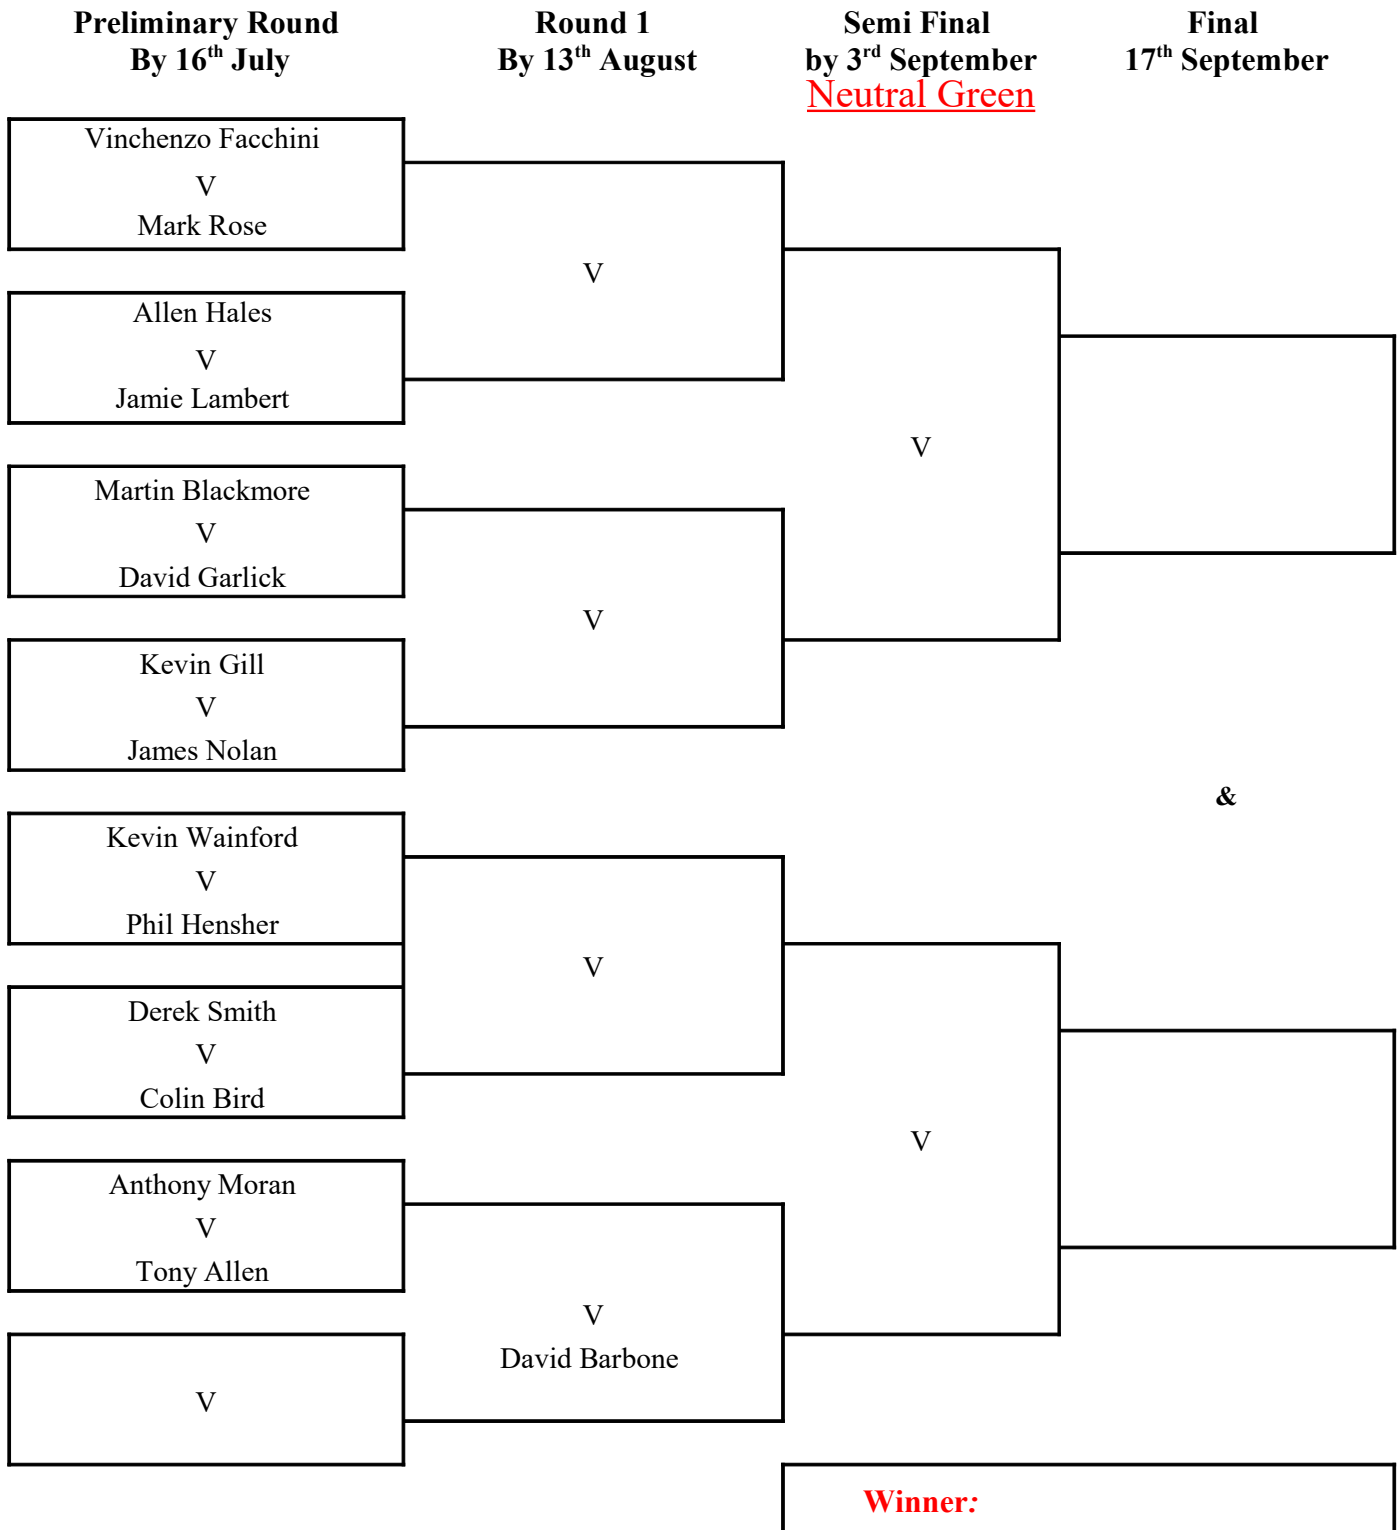 Preliminary Round
By 16th July
Round 1
By 13th August
Semi Final
by 3rd September
Neutral Green
Final
17th September
Vinchenzo Facchini
V
Mark Rose
Allen Hales
V
Jamie Lambert
Martin Blackmore
V
David Garlick
Kevin Gill
V
James Nolan
Kevin Wainford
V
Phil Hensher
Derek Smith
V
Colin Bird
Anthony Moran
V
Tony Allen
V
V
V
V
V
David Barbone
V
V
&
Winner: